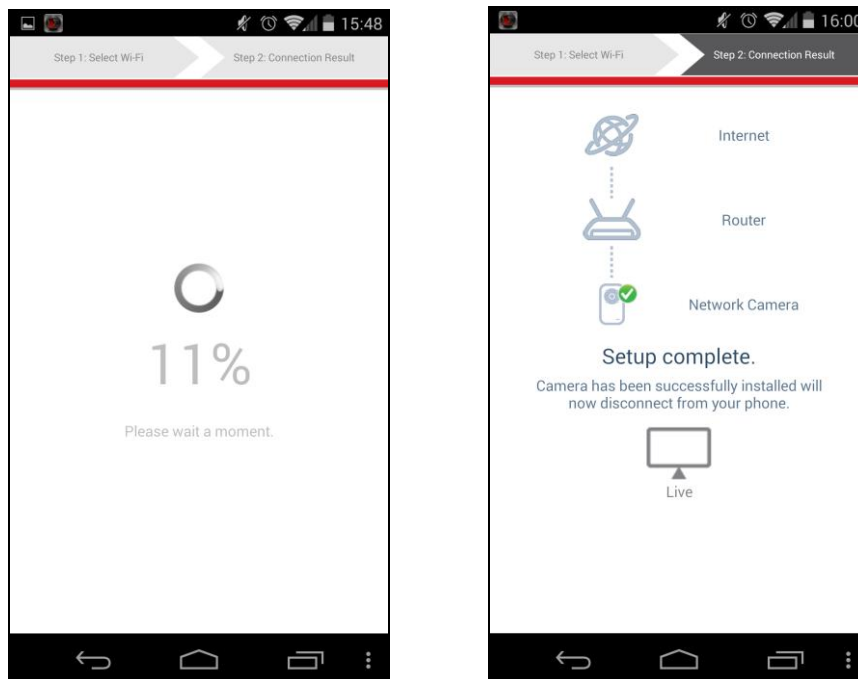 15:48
Step 1: Select Wi-Fi
Step 2: Connection Result
11%
Please wait a moment.
16:00
Step 1: Select Wi-Fi
Step 2: Connection Result
Internet
Router
Network Camera
Setup complete.
Camera has been successfully installed will
now disconnect from your phone.
Live